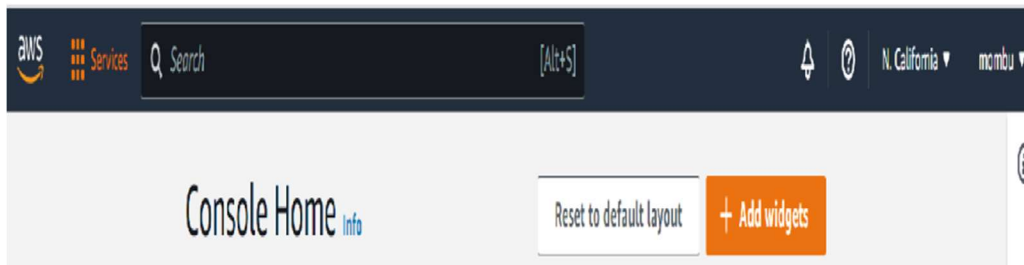 aws Services Search [Alt+S] N. California ▼ mombu ▼
Console Home Info Reset to default layout + Add widgets